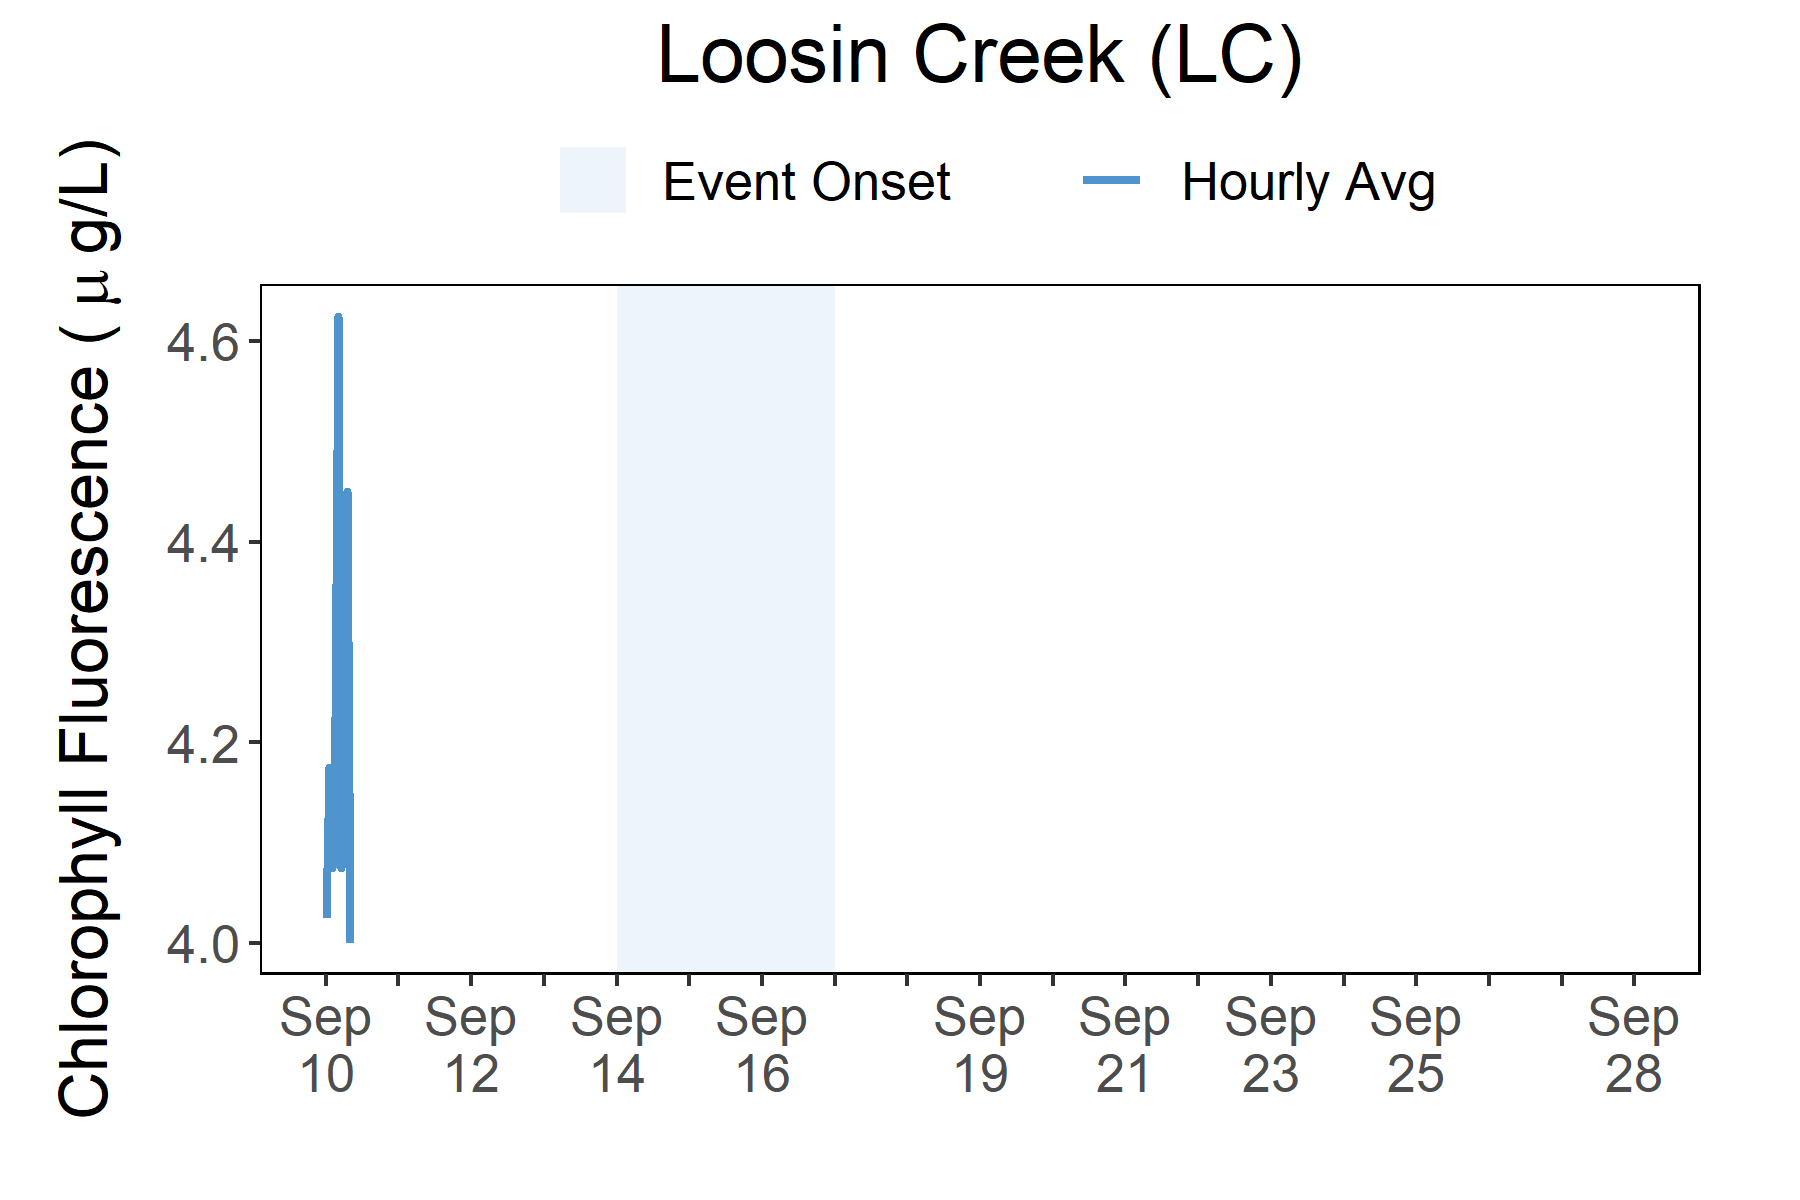 Loosin Creek (LC)
Event Onset
Hourly Avg
Chlorophyll Fluorescence ( μ g/L)
4.6
4.4
4.2
4.0
Sep 10
Sep 12
Sep 14
Sep 16
Sep 19
Sep 21
Sep 23
Sep 25
Sep 28